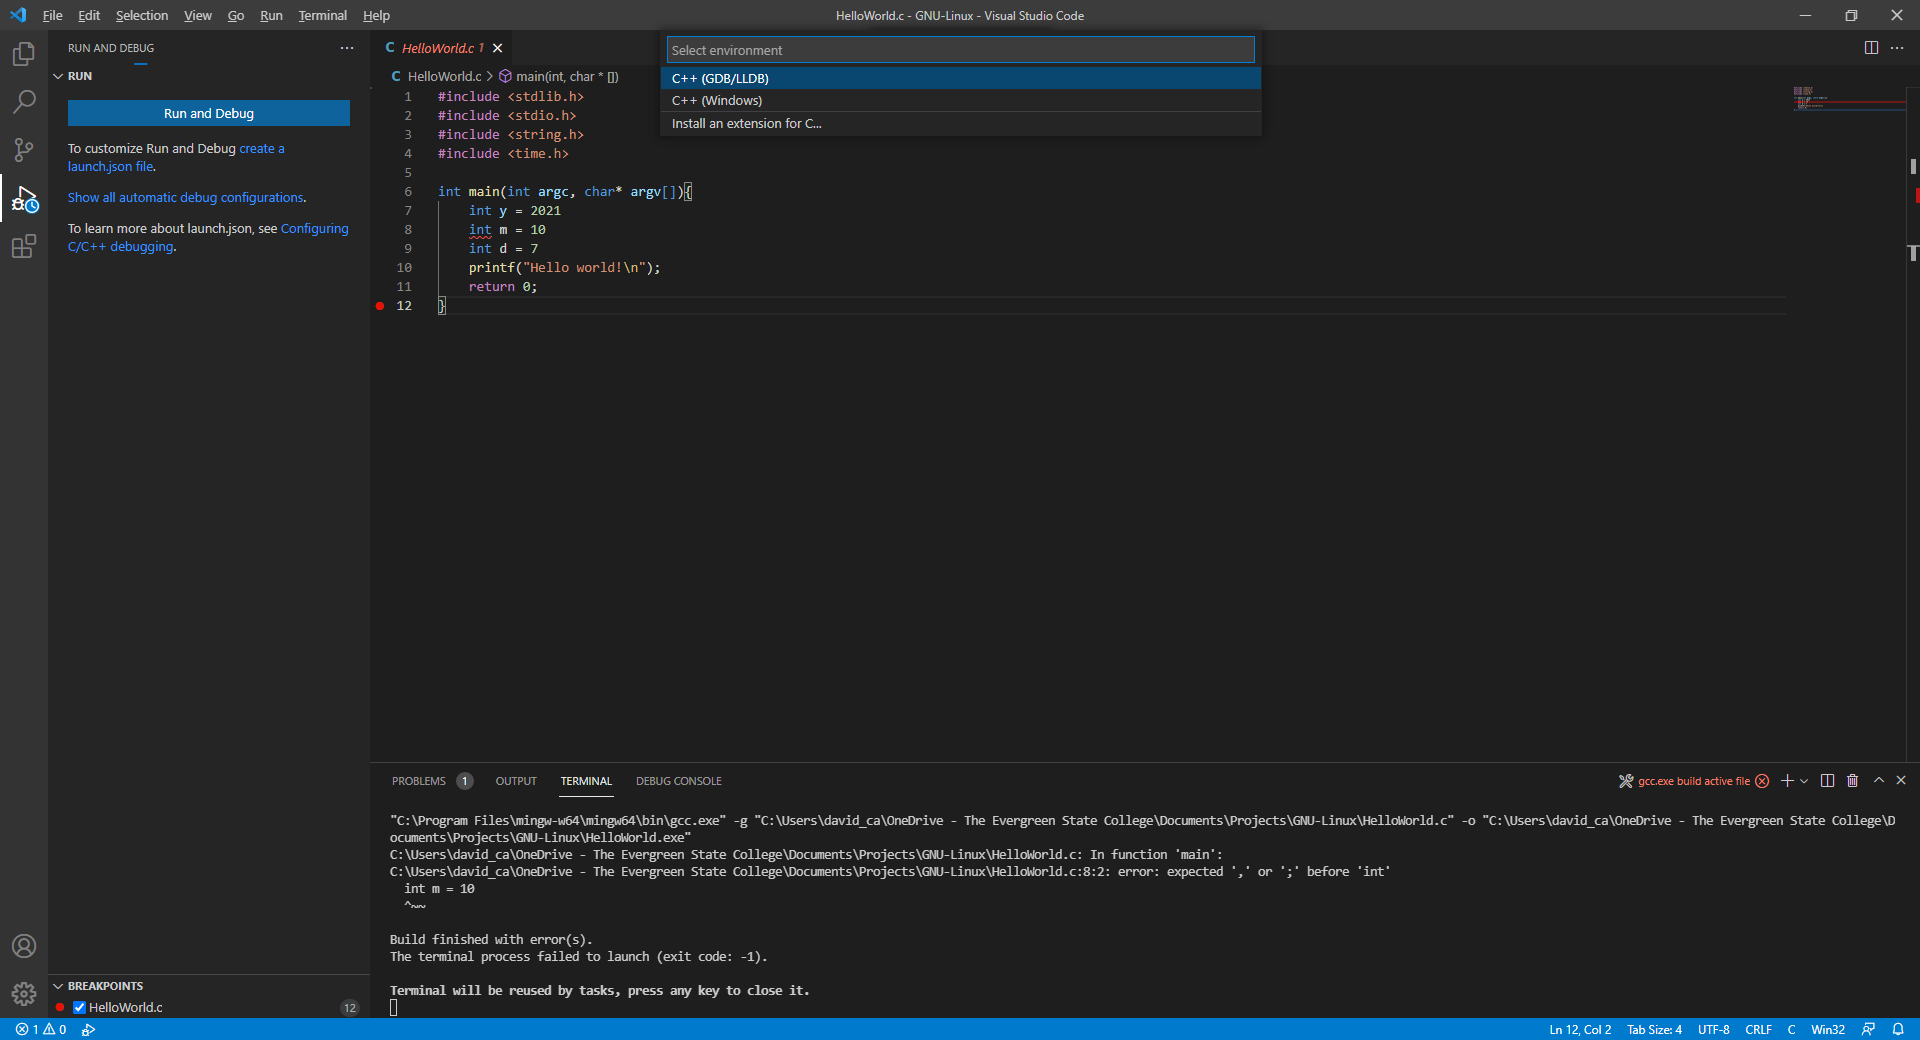 File Edit Selection View Go Run Terminal Help
HelloWorld.c - GNU-Linux - Visual Studio Code
RUN AND DEBUG
RUN
Run and Debug
To customize Run and Debug create a
launch.json file.
Show all automatic debug configurations.
To learn more about launch.json, see Configuring
C/C++ debugging.
BREAKPOINTS
HelloWorld.c 12
C HelloWorld.c 1
C HelloWorld.c > main(int, char * [])
Select environment
C++ (GDB/LLDB)
C++ (Windows)
Install an extension for C...
1 #include <stdlib.h>
2 #include <stdio.h>
3 #include <string.h>
4 #include <time.h>
5
6 int main(int argc, char* argv[]){
7 int y = 2021
8 int m = 10
9 int d = 7
10 printf("Hello world!\n");
11 return 0;
12 }
PROBLEMS 1 OUTPUT TERMINAL DEBUG CONSOLE
gcc.exe build active file
"C:\Program Files\mingw-w64\mingw64\bin\gcc.exe" -g "C:\Users\david_ca\OneDrive - The Evergreen State College\Documents\Projects\GNU-Linux\HelloWorld.c" -o "C:\Users\david_ca\OneDrive - The Evergreen State College\D
ocuments\Projects\GNU-Linux\HelloWorld.exe"
C:\Users\david_ca\OneDrive - The Evergreen State College\Documents\Projects\GNU-Linux\HelloWorld.c: In function 'main':
C:\Users\david_ca\OneDrive - The Evergreen State College\Documents\Projects\GNU-Linux\HelloWorld.c:8:2: error: expected ',' or ';' before 'int'
int m = 10
^~~
Build finished with error(s).
The terminal process failed to launch (exit code: -1).
Terminal will be reused by tasks, press any key to close it.
1 0
Ln 12, Col 2 Tab Size: 4 UTF-8 CRLF C Win32